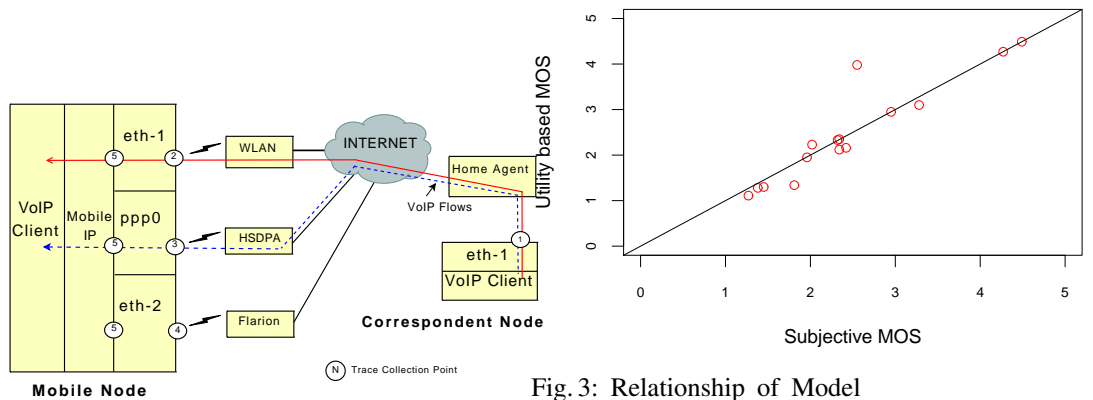 eth-1
5
2
WLAN
INTERNET
Home Agent
VoIP Flows
VoIP
Client
Mobile
IP
ppp0
5
3
HSDPA
1
eth-1
VoIP Client
eth-2
5
4
Flarion
Correspondent Node
N Trace Collection Point
Mobile Node
Utility based MOS
5
4
3
2
1
0
0 1 2 3 4 5
Subjective MOS
Fig. 3: Relationship of Model